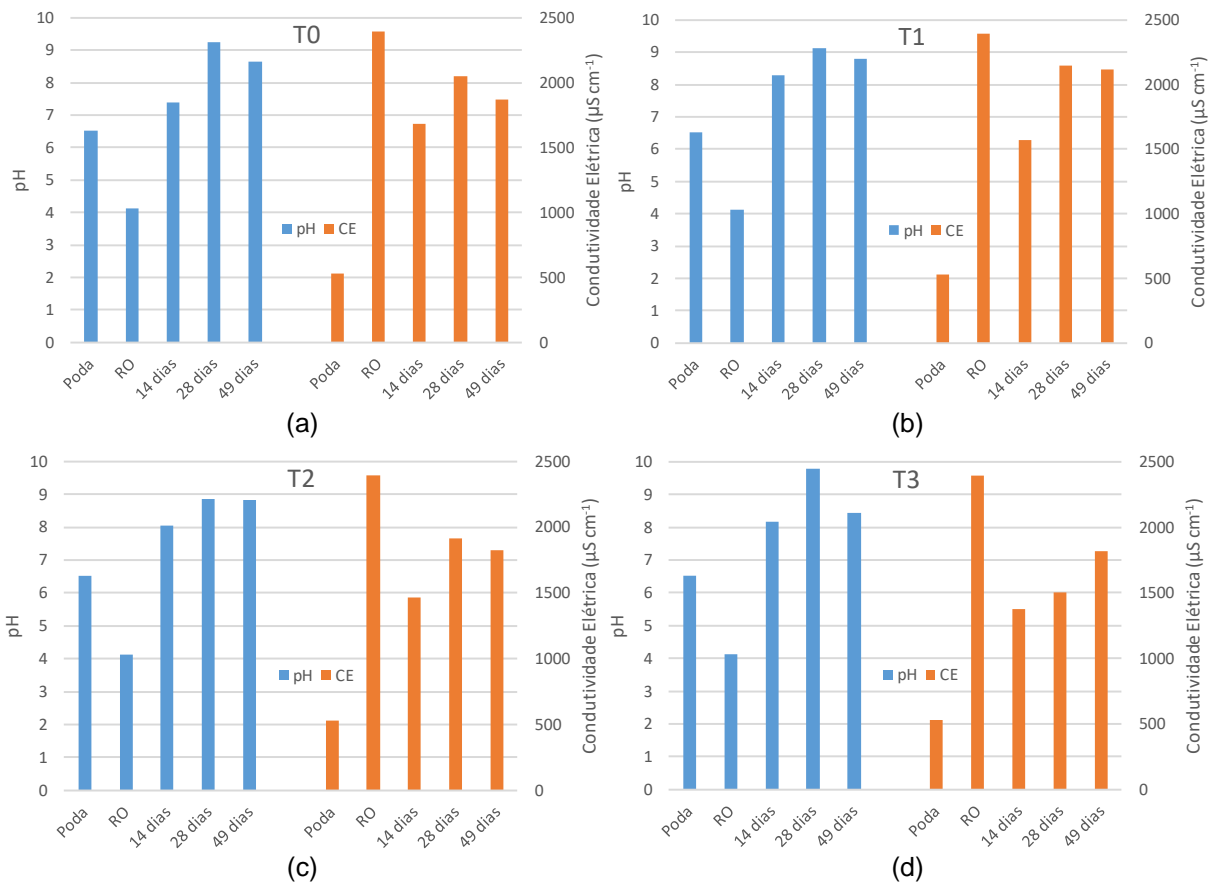 T0
10
9
8
7
6
5
4
3
2
1
0
pH
2500
2000
1500
1000
500
0
Condutividade Elétrica (µS cm⁻¹)
pH CE
Poda RO 14 dias 28 dias 49 dias Poda RO 14 dias 28 dias 49 dias
(a)
T1
10
9
8
7
6
5
4
3
2
1
0
pH
2500
2000
1500
1000
500
0
Condutividade Elétrica (µS cm⁻¹)
pH CE
Poda RO 14 dias 28 dias 49 dias Poda RO 14 dias 28 dias 49 dias
(b)
T2
10
9
8
7
6
5
4
3
2
1
0
pH
2500
2000
1500
1000
500
0
Condutividade Elétrica (µS cm⁻¹)
pH CE
Poda RO 14 dias 28 dias 49 dias Poda RO 14 dias 28 dias 49 dias
(c)
T3
10
9
8
7
6
5
4
3
2
1
0
pH
2500
2000
1500
1000
500
0
Condutividade Elétrica (µS cm⁻¹)
pH CE
Poda RO 14 dias 28 dias 49 dias Poda RO 14 dias 28 dias 49 dias
(d)